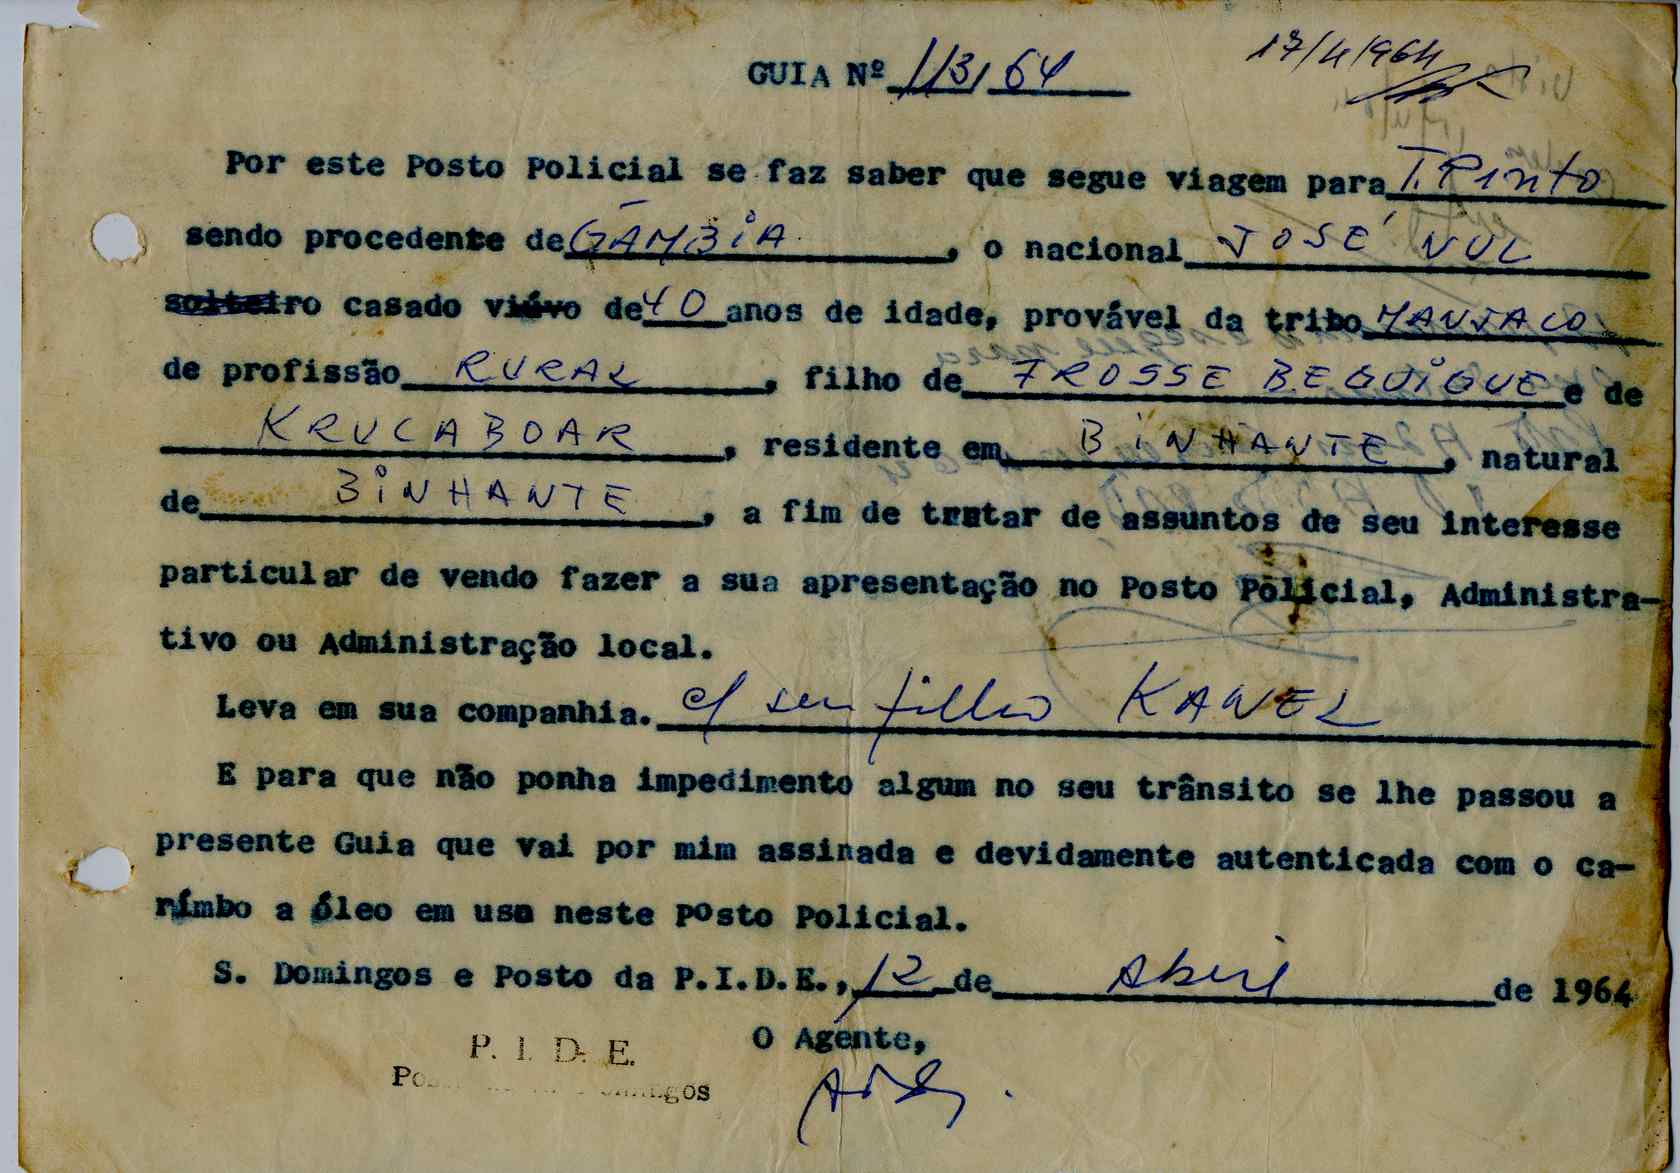 17/4/964
GUIA Nº 113/64
Por este Posto Policial se faz saber que segue viagem para T. Pinto
sendo procedente de GÂMBIA, o nacional JOSÉ NUL
solteiro casado viúvo de 40 anos de idade, provável da tribo MANJACO
de profissão RURAL, filho de FROSSE BEQUIGUE e de
KRUCABOAR, residente em BINHANTE, natural
de BINHANTE, a fim de tratar de assuntos de seu interesse
particular de vendo fazer a sua apresentação no Posto Policial, Administra-
tivo ou Administração local.
Leva em sua companhia. c/ seu filho KAWEL
E para que não ponha impedimento algum no seu trânsito se lhe passou a
presente Guia que vai por mim assinada e devidamente autenticada com o ca-
rimbo a óleo em uso neste Posto Policial.
S. Domingos e Posto da P.I.D.E., 12 de Abril de 1964
O Agente,
P. I. D. E.